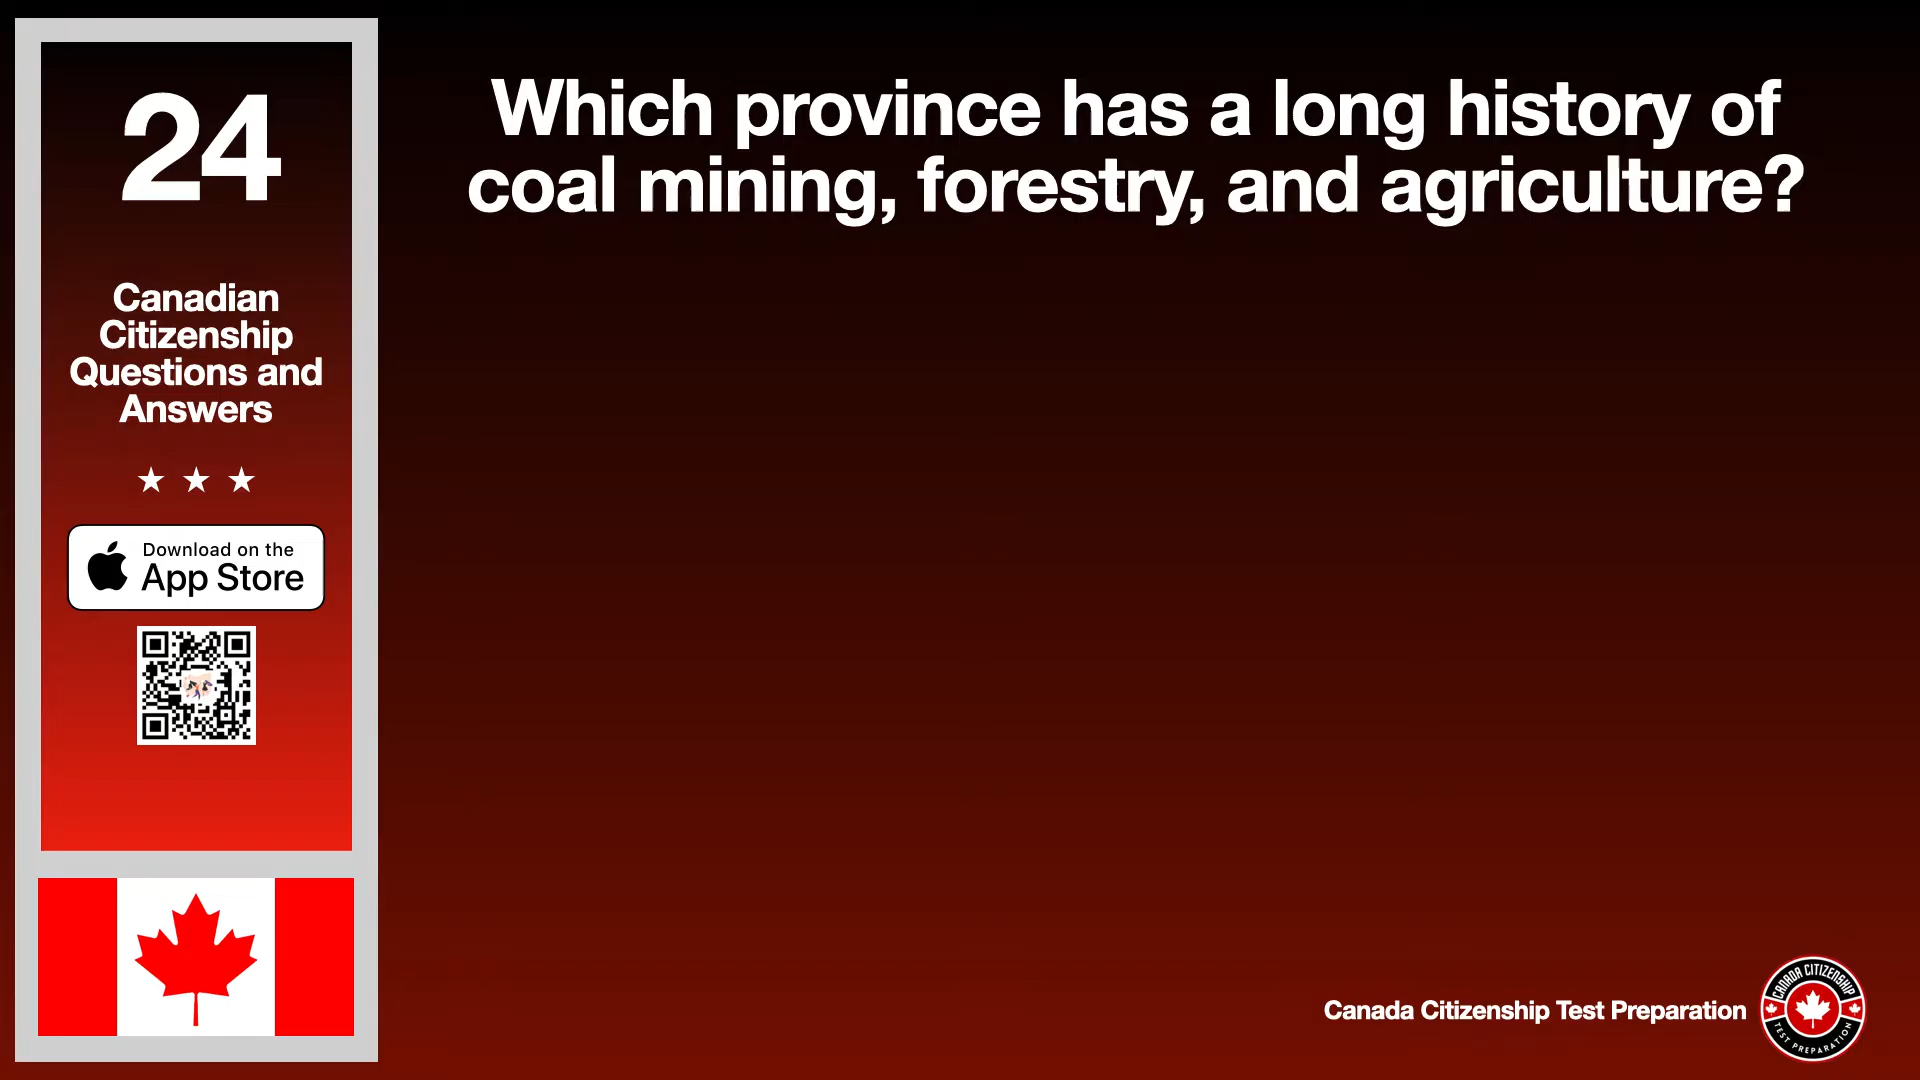 24
Canadian
Citizenship
Questions and
Answers
★ ★ ★
Download on the
App Store
Which province has a long history of
coal mining, forestry, and agriculture?
Canada Citizenship Test Preparation
CANADA CITIZENSHIP
TEST PREPARATION